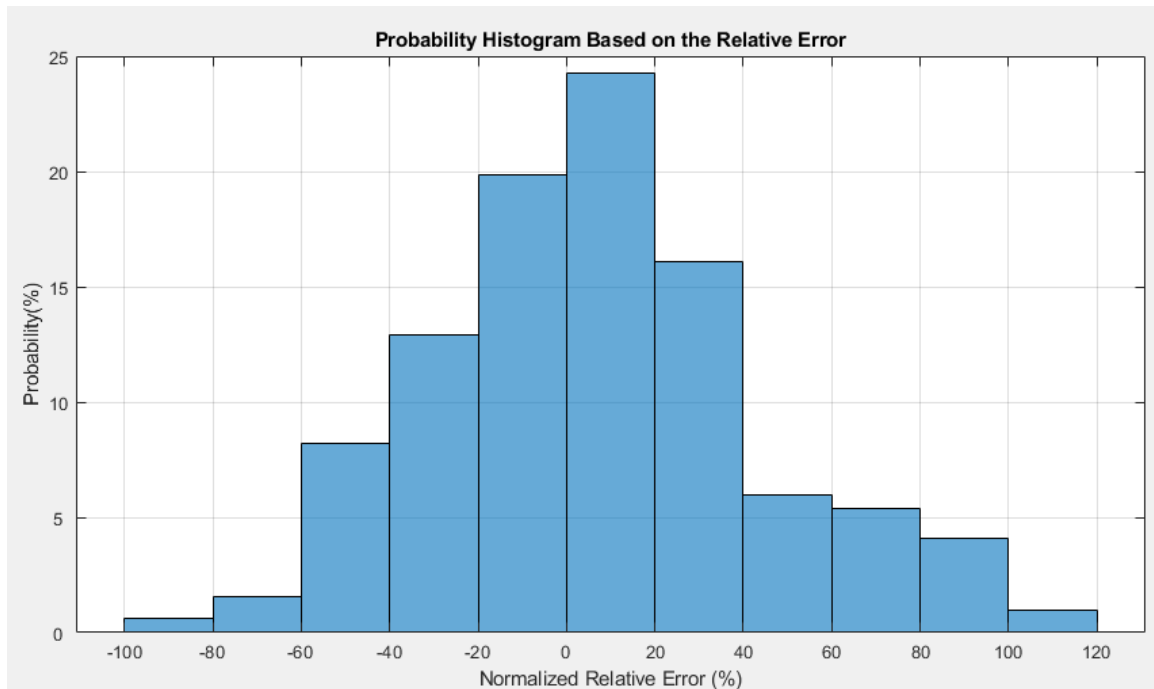 Probability Histogram Based on the Relative Error
25
20
15
10
5
0
Probability(%)
-100 -80 -60 -40 -20 0 20 40 60 80 100 120
Normalized Relative Error (%)